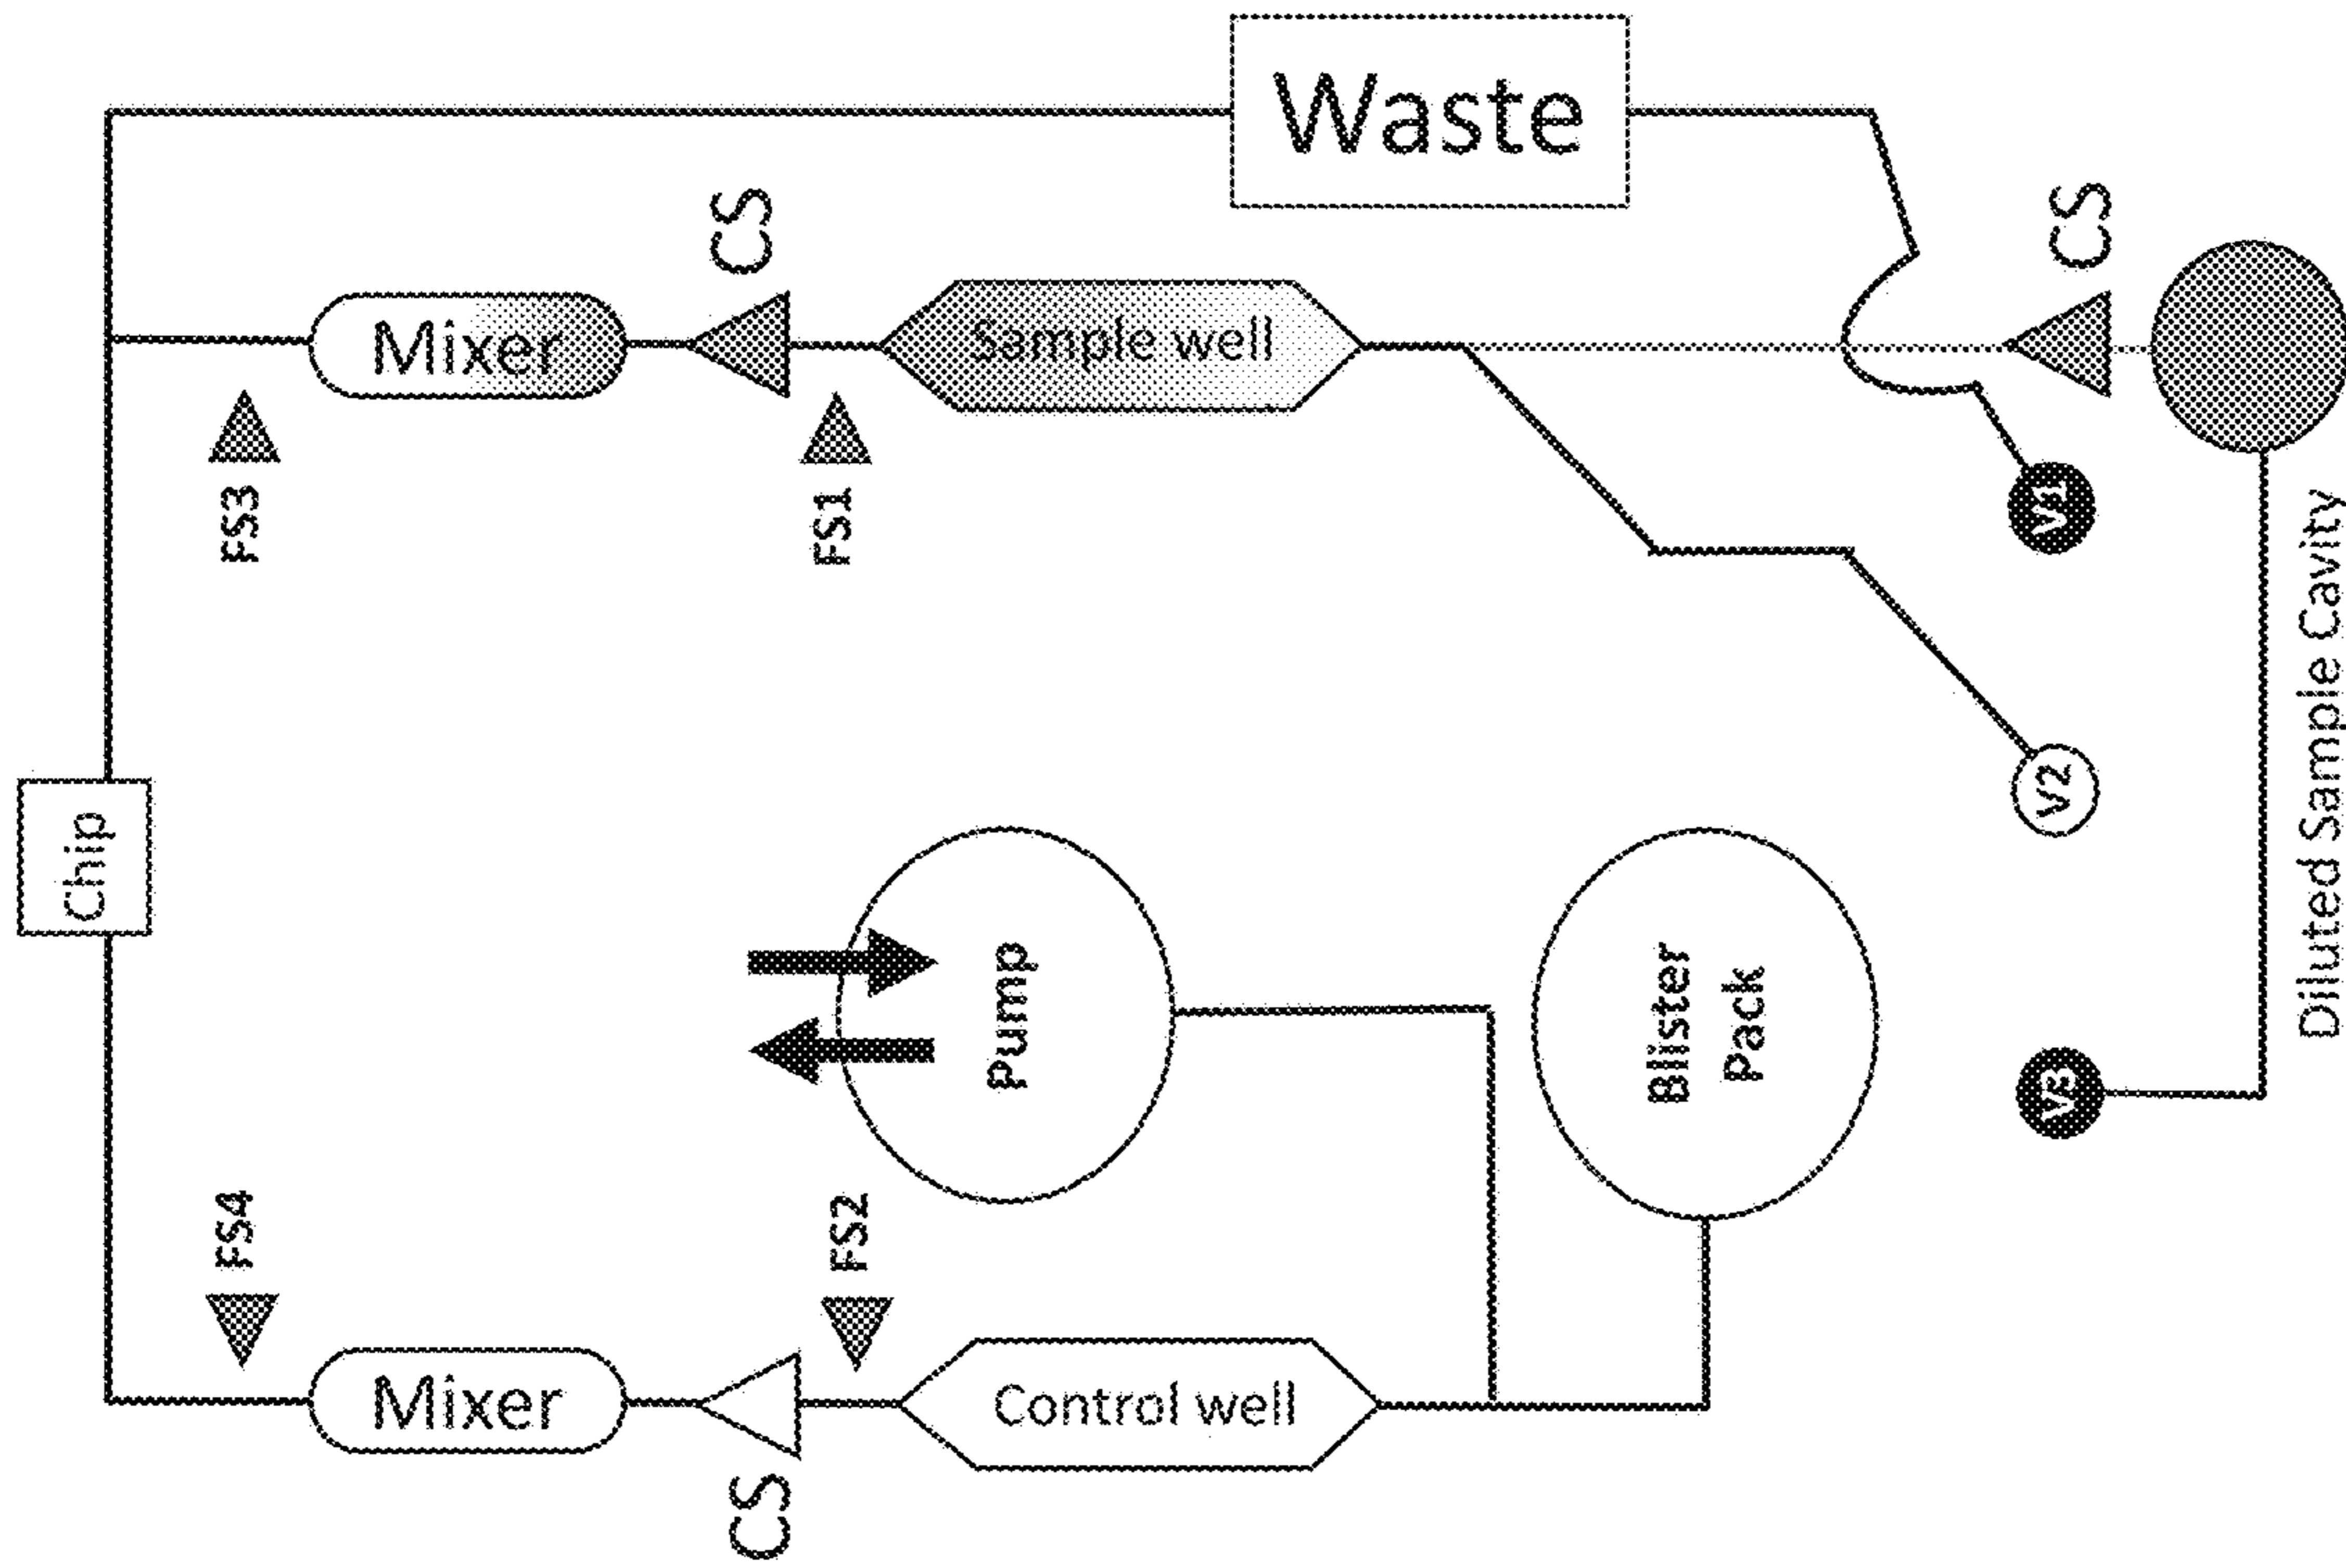 Waste
CS
CS
Mixer
Sample well
FS3
FS1
V1
Chip
V2
Pump
Blister
Pack
V3
Diluted Sample Cavity
FS4
FS2
Mixer
Control well
CS